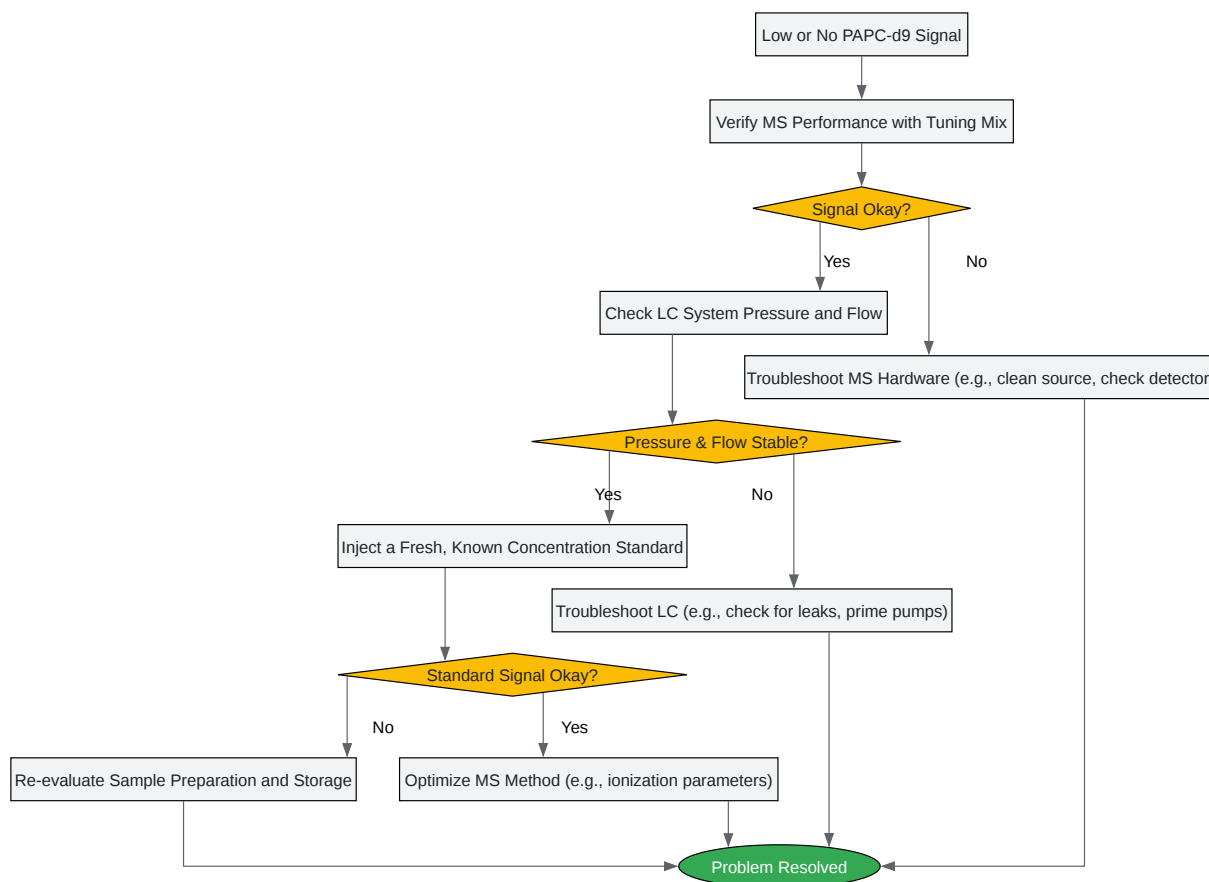 Low or No PAPC-d9 Signal
Verify MS Performance with Tuning Mix
Signal Okay?
Yes
No
Check LC System Pressure and Flow
Troubleshoot MS Hardware (e.g., clean source, check detector
Pressure & Flow Stable?
Yes
No
Inject a Fresh, Known Concentration Standard
Troubleshoot LC (e.g., check for leaks, prime pumps)
Standard Signal Okay?
No
Yes
Re-evaluate Sample Preparation and Storage
Optimize MS Method (e.g., ionization parameters)
Problem Resolved